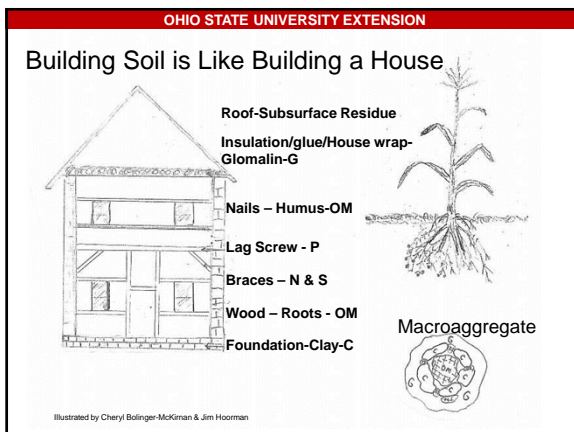 OHIO STATE UNIVERSITY EXTENSION
Building Soil is Like Building a House
Roof-Subsurface Residue
Insulation/glue/House wrap-
Glomalin-G
Nails – Humus-OM
Lag Screw - P
Braces – N & S
Wood – Roots - OM
Foundation-Clay-C
Macroaggregate
G
G
C
C
OM
C
C
G
G
Illustrated by Cheryl Bolinger-McKirnan & Jim Hoorman